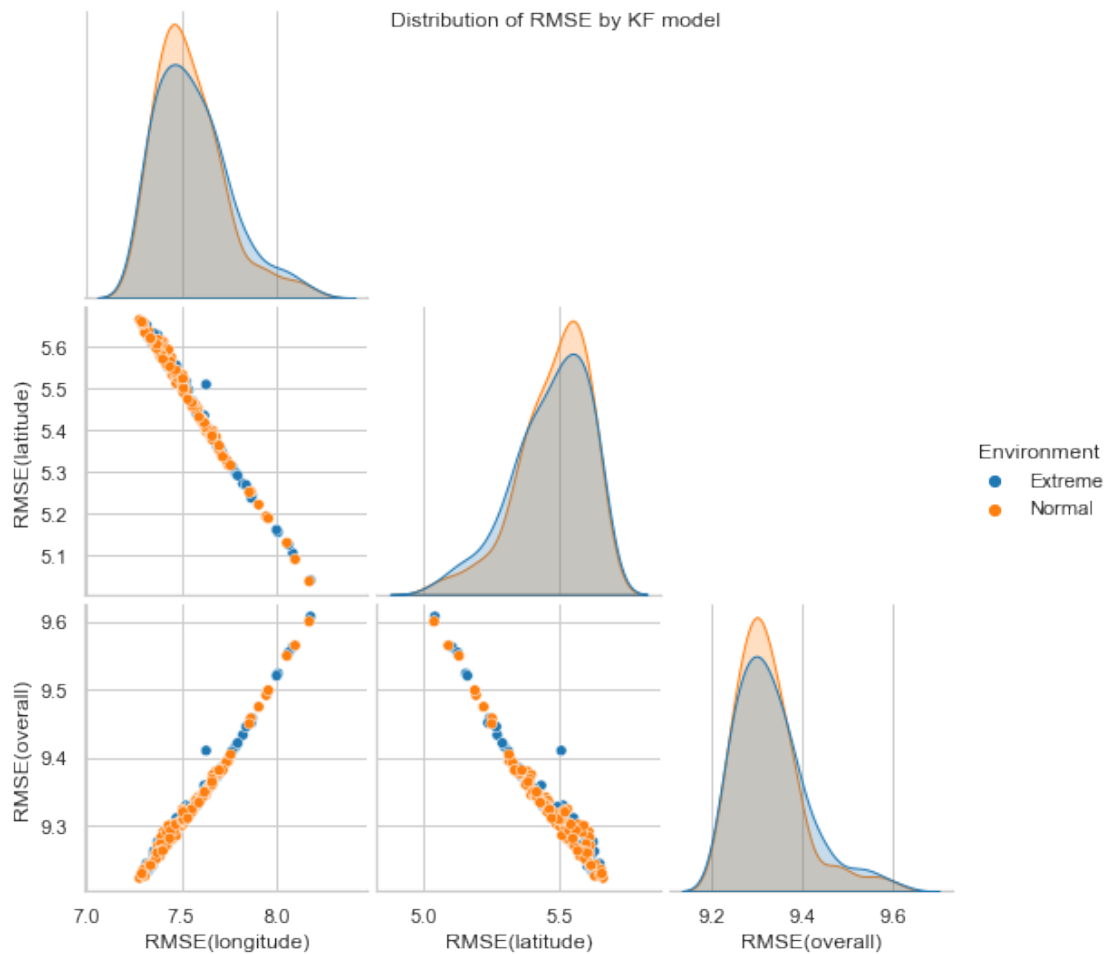 Distribution of RMSE by KF model
RMSE(latitude)
5.6
5.5
5.4
5.3
5.2
5.1
Environment
Extreme
Normal
RMSE(overall)
9.6
9.5
9.4
9.3
7.0 7.5 8.0
RMSE(longitude)
5.0 5.5
RMSE(latitude)
9.2 9.4 9.6
RMSE(overall)